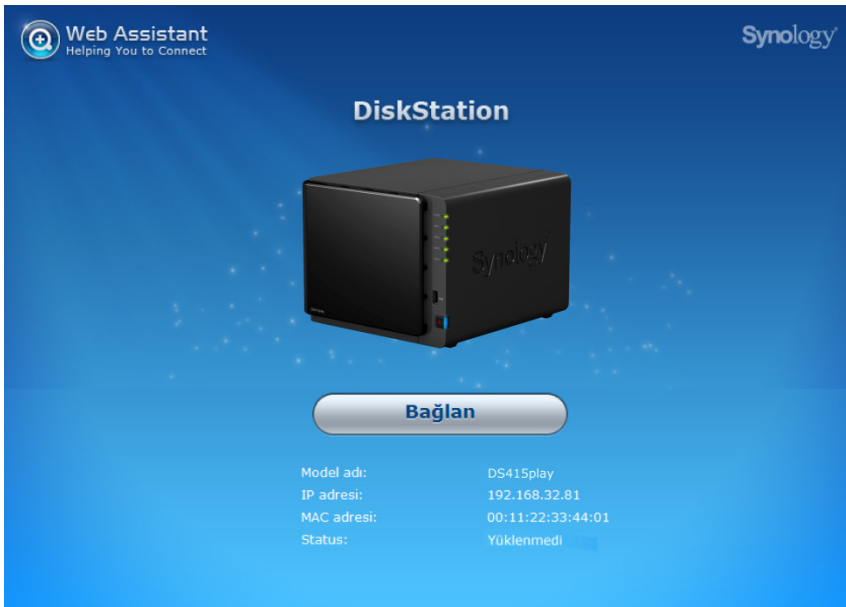 Web Assistant
Helping You to Connect
Synology
DiskStation
Synology
Bağlan
Model adı: DS415play
IP adresi: 192.168.32.81
MAC adresi: 00:11:22:33:44:01
Status: Yüklenmedi